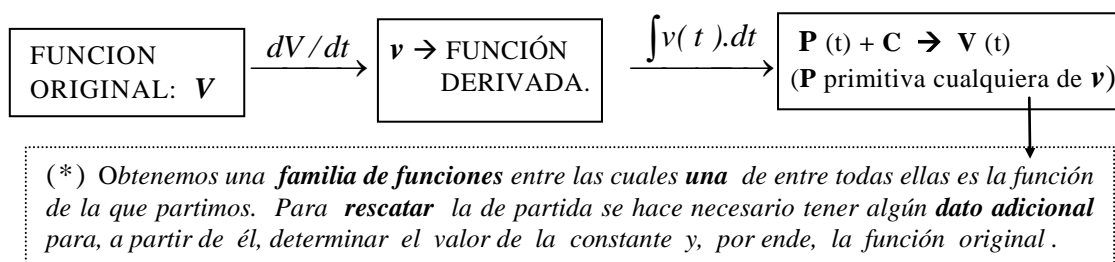 FUNCION
ORIGINAL: V
dV/dt
v → FUNCIÓN
DERIVADA.
∫v( t ).dt
P (t) + C → V (t)
(P primitiva cualquiera de v)
(*) Obtenemos una familia de funciones entre las cuales una de entre todas ellas es la función
de la que partimos. Para rescatar la de partida se hace necesario tener algún dato adicional
para, a partir de él, determinar el valor de la constante y, por ende, la función original .